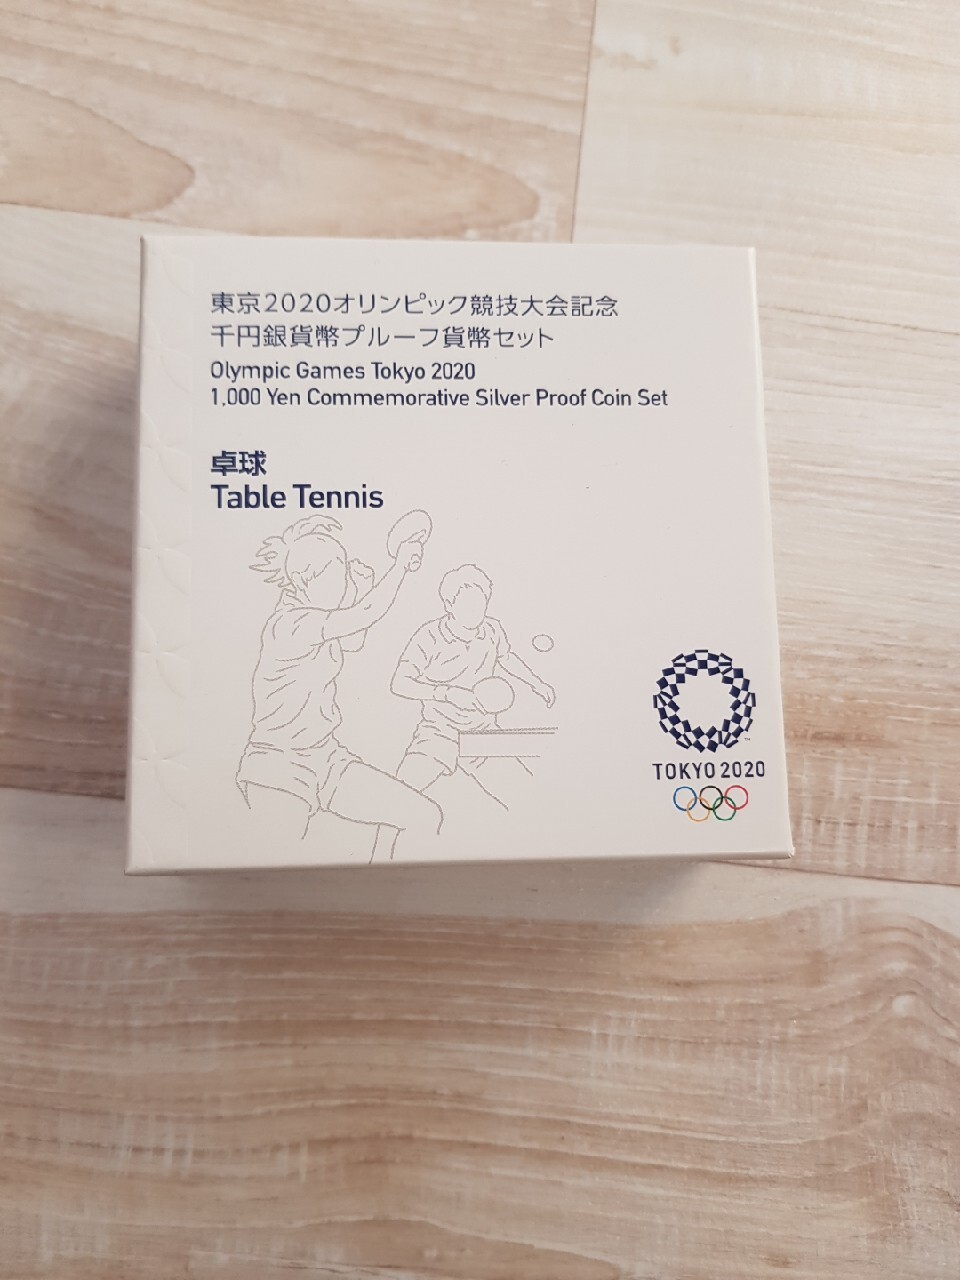 東京2020オリンピック競技大会記念
千円銀貨幣プルーフ貨幣セット
Olympic Games Tokyo 2020
1,000 Yen Commemorative Silver Proof Coin Set
卓球
Table Tennis
TOKYO 2020